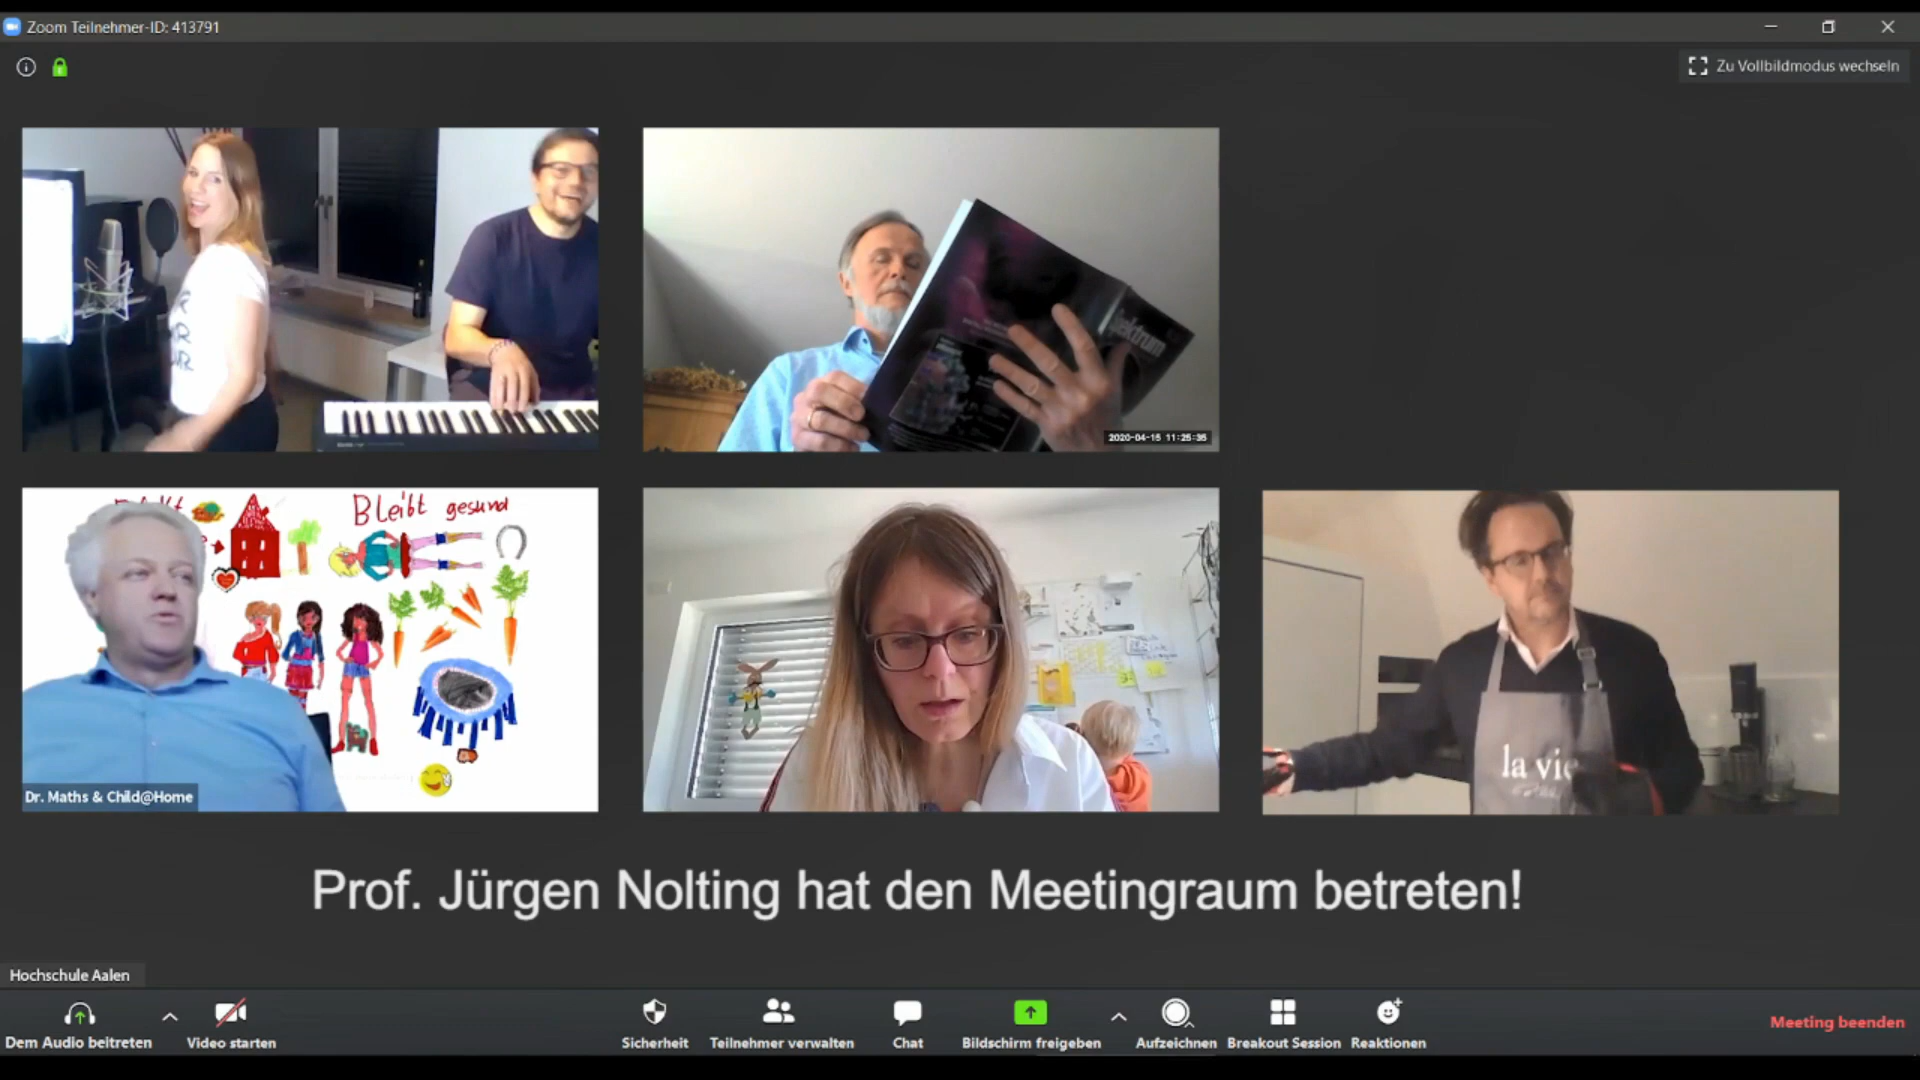 Zoom Teilnehmer-ID: 413791
Zu Vollbildmodus wechseln
Spektrum
2020-04-15 11:25:35
Bleibt gesund
Dr. Maths & Child@Home
la vie
Prof. Jürgen Nolting hat den Meetingraum betreten!
Hochschule Aalen
Dem Audio beitreten
Video starten
Sicherheit
Teilnehmer verwalten
Chat
Bildschirm freigeben
Aufzeichnen
Breakout Session
Reaktionen
Meeting beenden